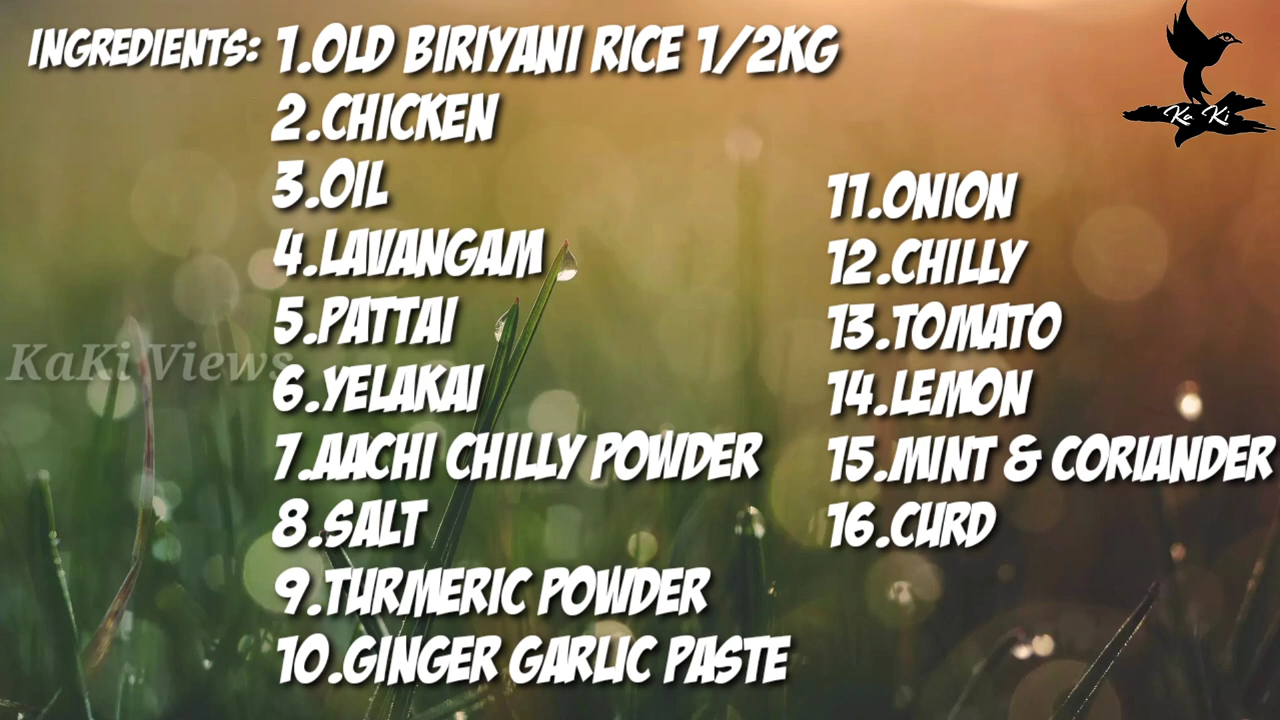 INGREDIENTS: 1.OLD BIRIYANI RICE 1/2KG
2.CHICKEN
3.OIL
4.LAVANGAM
5.PATTAI
6.YELAKAI
7.AACHI CHILLY POWDER
8.SALT
9.TURMERIC POWDER
10.GINGER GARLIC PASTE
11.ONION
12.CHILLY
13.TOMATO
14.LEMON
15.MINT & CORIANDER
16.CURD
Ka Ki
KaKi Views